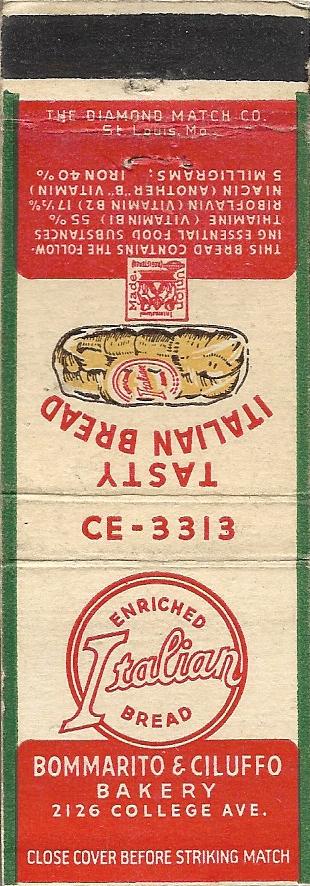 THE DIAMOND MATCH CO.
St. Louis, Mo.
THIS BREAD CONTAINS THE FOLLOW-
ING ESSENTIAL FOOD SUBSTANCES
THIAMINE (VITAMIN B1) 55%
RIBOFLAVIN (VITAMIN B2) 17½%
NIACIN (ANOTHER "B" VITAMIN)
5 MILLIGRAMS: IRON 40%
Union
Made
Italian
TASTY
ITALIAN BREAD
CE-3313
ENRICHED
Italian
BREAD
BOMMARITO & CILUFFO
BAKERY
2126 COLLEGE AVE.
CLOSE COVER BEFORE STRIKING MATCH